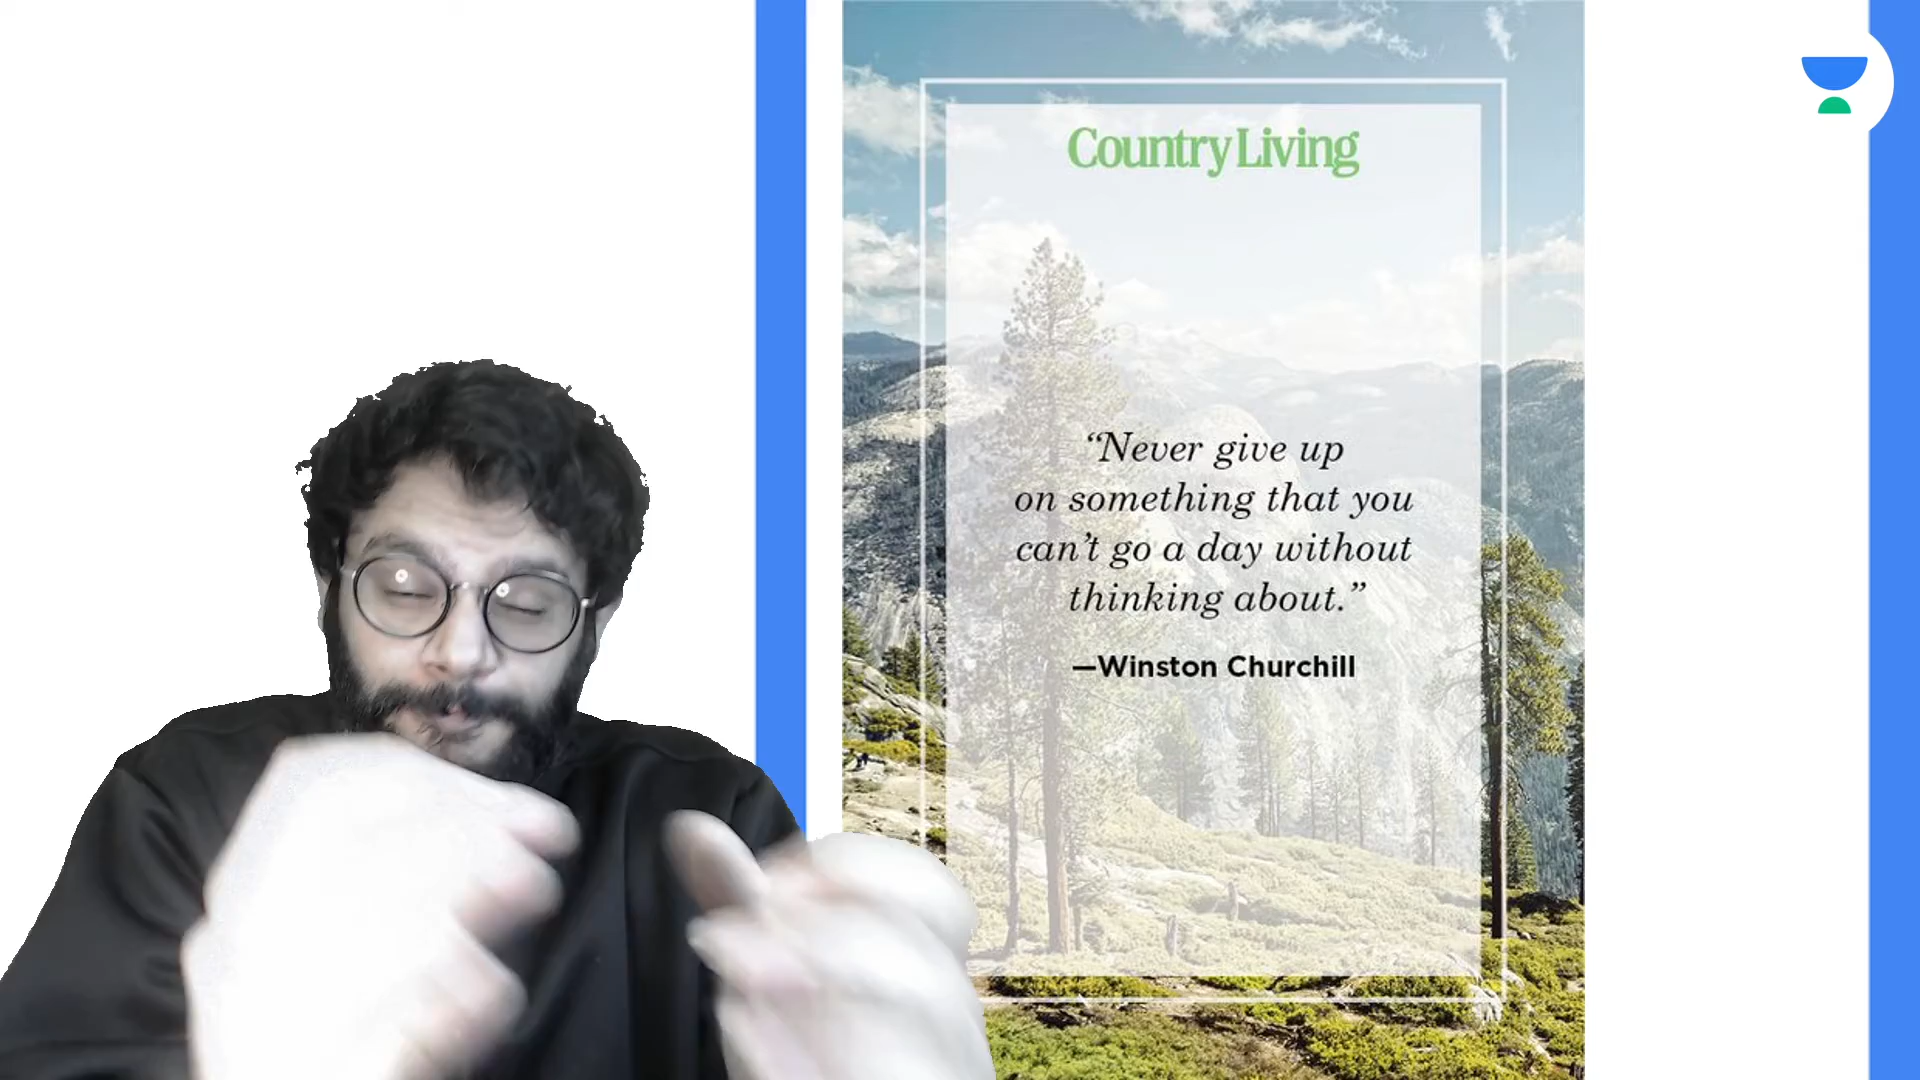 Country Living
“Never give up
on something that you
can’t go a day without
thinking about.”
—Winston Churchill